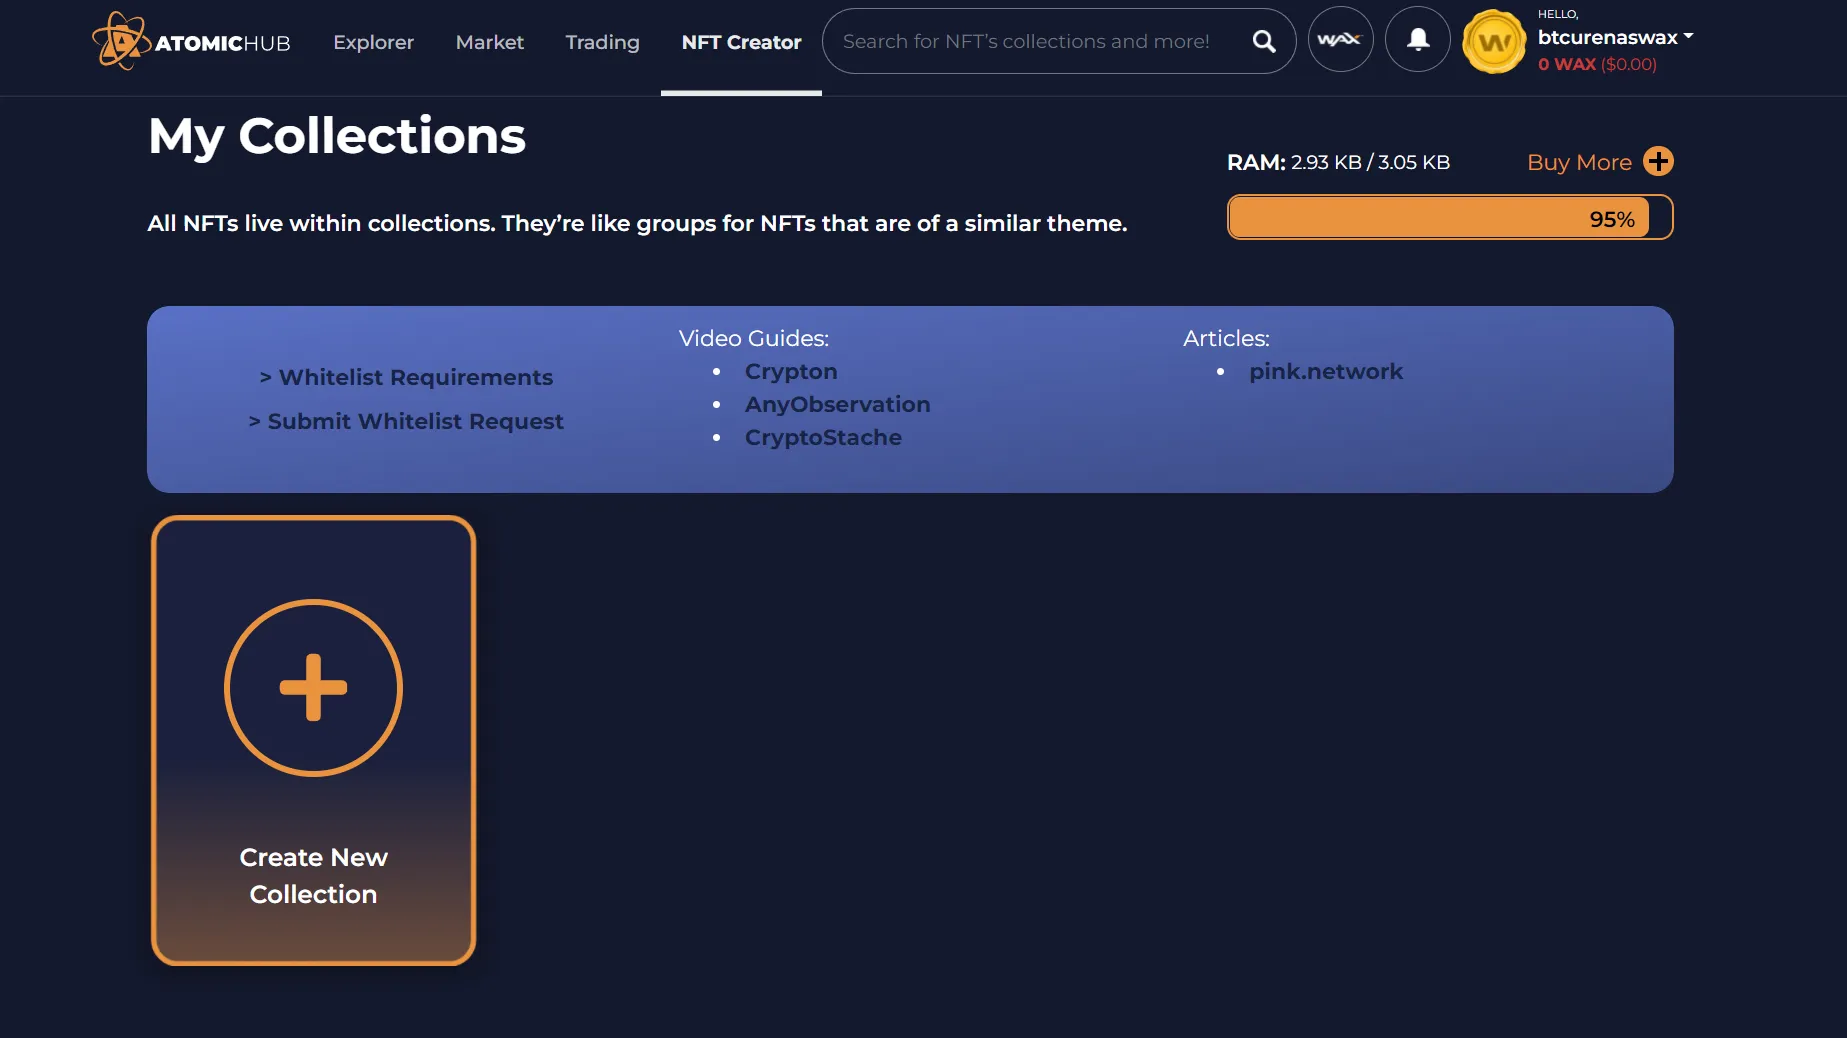 ATOMICHUB
Explorer
Market
Trading
NFT Creator
Search for NFT’s collections and more!
WAX
W
HELLO,
btcurenaswax
0 WAX ($0.00)
My Collections
RAM: 2.93 KB / 3.05 KB
Buy More
All NFTs live within collections. They’re like groups for NFTs that are of a similar theme.
95%
> Whitelist Requirements
> Submit Whitelist Request
Video Guides:
• Crypton
• AnyObservation
• CryptoStache
Articles:
• pink.network
Create New
Collection